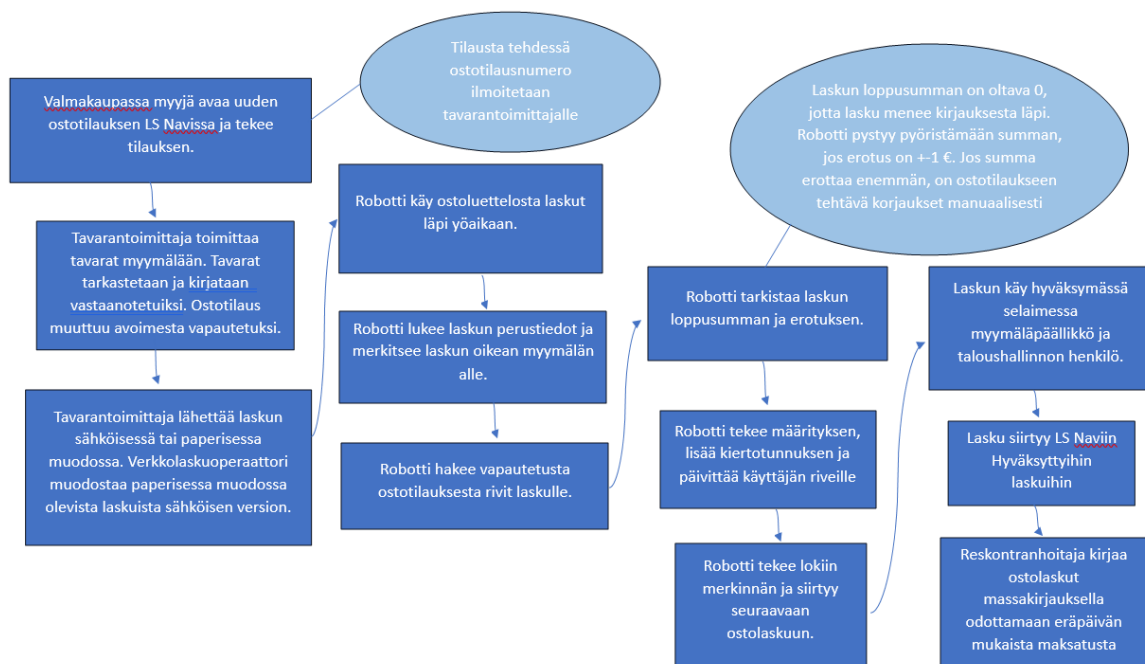 Valmakaupassa myyjä avaa uuden
ostotilauksen LS Navissa ja tekee
tilauksen.
Tilausta tehdessä
ostotilausnumero
ilmoitetaan
tavarantoimittajalle
Tavarantoimittaja toimittaa
tavarat myymälään. Tavarat
tarkastetaan ja kirjataan
vastaanotetuiksi. Ostotilaus
muuttuu avoimesta vapautetuksi.
Tavarantoimittaja lähettää laskun
sähköisessä tai paperisessa
muodossa. Verkkolaskuoperaattori
muodostaa paperisessa muodossa
olevista laskuista sähköisen version.
Robotti käy ostoluettelosta laskut
läpi yöaikaan.
Robotti lukee laskun perustiedot ja
merkitsee laskun oikean myymälän
alle.
Robotti hakee vapautetusta
ostotilauksesta rivit laskulle.
Laskun loppusumman on oltava 0,
jotta lasku menee kirjauksesta läpi.
Robotti pystyy pyöristämään summan,
jos erotus on +-1 €. Jos summa
erottaa enemmän, on ostotilaukseen
tehtävä korjaukset manuaalisesti
Robotti tarkistaa laskun
loppusumman ja erotuksen.
Robotti tekee määrityksen,
lisää kiertotunnuksen ja
päivittää käyttäjän riveille
Robotti tekee lokiin
merkinnän ja siirtyy
seuraavaan
ostolaskuun.
Laskun käy hyväksymässä
selaimessa
myymäläpäällikkö ja
taloushallinnon henkilö.
Lasku siirtyy LS Naviin
Hyväksyttyihin
laskuihin
Reskontranhoitaja kirjaa
ostolaskut
massakirjauksella
odottamaan eräpäivän
mukaista maksatusta